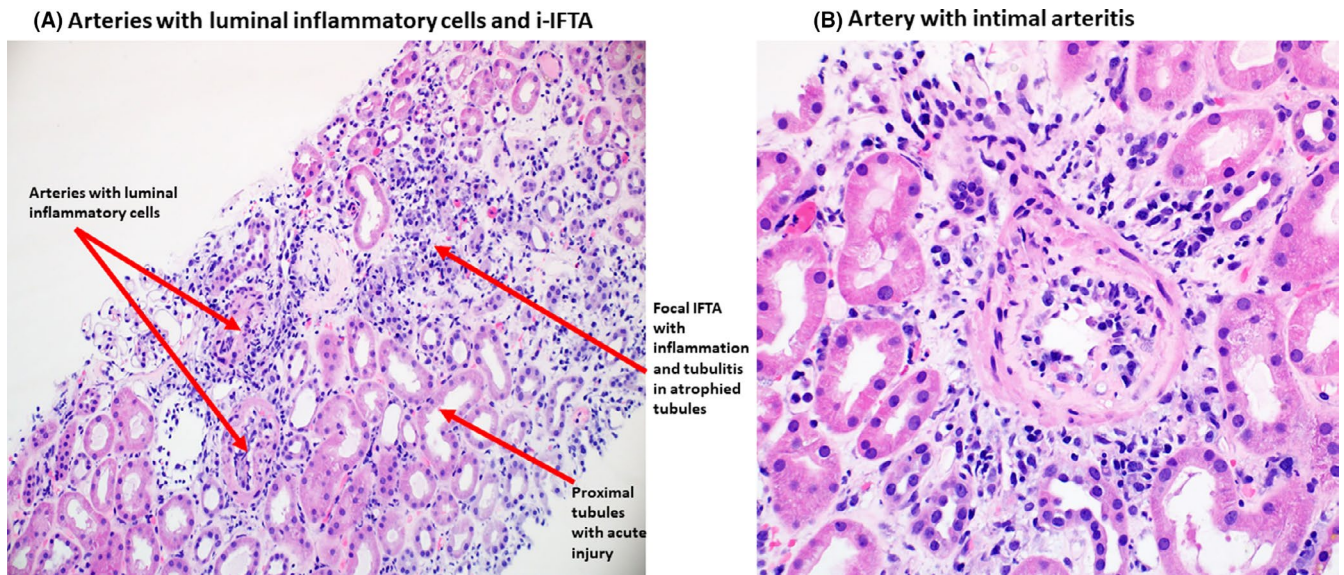 (A) Arteries with luminal inflammatory cells and i-IFTA
(B) Artery with intimal arteritis
Arteries with luminal
inflammatory cells
Focal IFTA
with
inflammation
and tubulitis
in atrophied
tubules
Proximal
tubules
with acute
injury